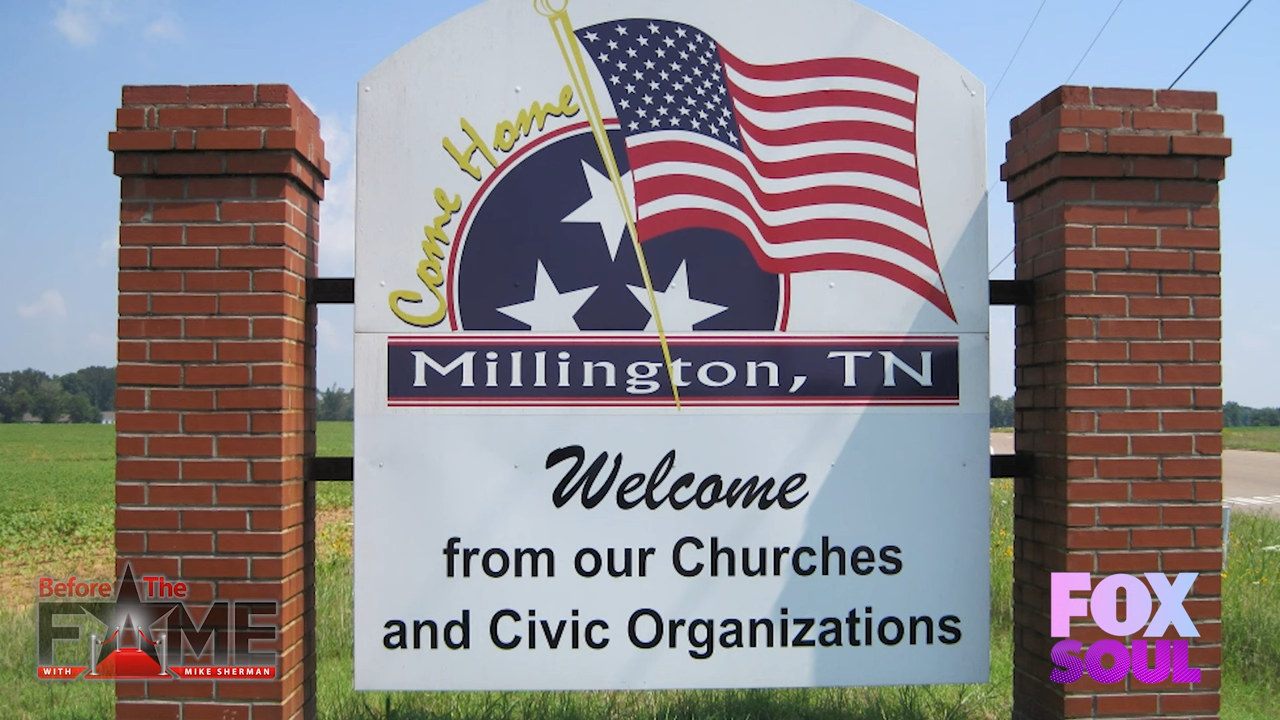 Come Home
Millington, TN
Welcome
from our Churches
and Civic Organizations
Before The
FAME
WITH MIKE SHERMAN
FOX
SOUL